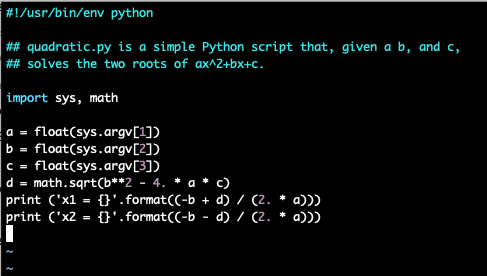 #!/usr/bin/env python
## quadratic.py is a simple Python script that, given a b, and c,
## solves the two roots of ax^2+bx+c.
import sys, math
a = float(sys.argv[1])
b = float(sys.argv[2])
c = float(sys.argv[3])
d = math.sqrt(b**2 - 4. * a * c)
print ('x1 = {}'.format((-b + d) / (2. * a)))
print ('x2 = {}'.format((-b - d) / (2. * a)))
~
~